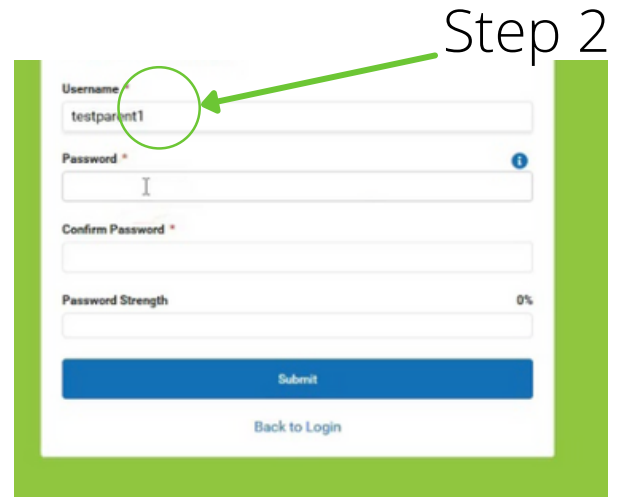 Step 2
Username *
testparent1
Password *
Confirm Password *
Password Strength 0%
Submit
Back to Login